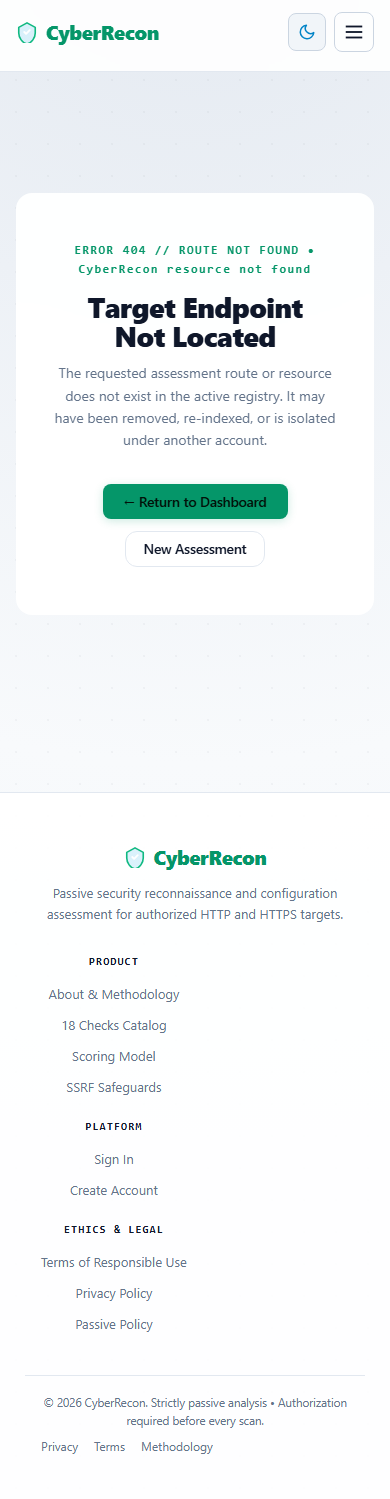 CyberRecon
ERROR 404 // ROUTE NOT FOUND •
CyberRecon resource not found
Target Endpoint
Not Located
The requested assessment route or resource
does not exist in the active registry. It may
have been removed, re-indexed, or is isolated
under another account.
← Return to Dashboard
New Assessment
CyberRecon
Passive security reconnaissance and configuration
assessment for authorized HTTP and HTTPS targets.
PRODUCT
About & Methodology
18 Checks Catalog
Scoring Model
SSRF Safeguards
PLATFORM
Sign In
Create Account
ETHICS & LEGAL
Terms of Responsible Use
Privacy Policy
Passive Policy
© 2026 CyberRecon. Strictly passive analysis • Authorization
required before every scan.
Privacy Terms Methodology